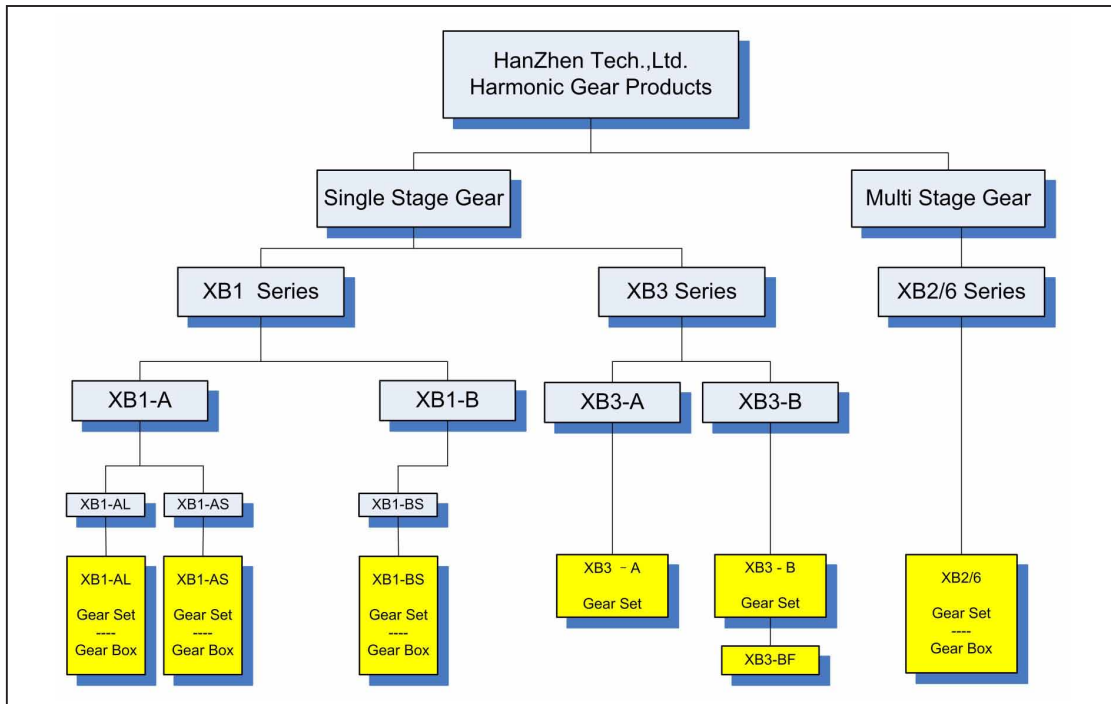 HanZhen Tech.,Ltd.
Harmonic Gear Products
Single Stage Gear
Multi Stage Gear
XB1 Series
XB3 Series
XB2/6 Series
XB1-A
XB1-B
XB3-A
XB3-B
XB1-AL
XB1-AS
XB1-BS
XB1-AL
Gear Set
----
Gear Box
XB1-AS
Gear Set
----
Gear Box
XB1-BS
Gear Set
----
Gear Box
XB3 - A
Gear Set
XB3 - B
Gear Set
XB3-BF
XB2/6
Gear Set
----
Gear Box